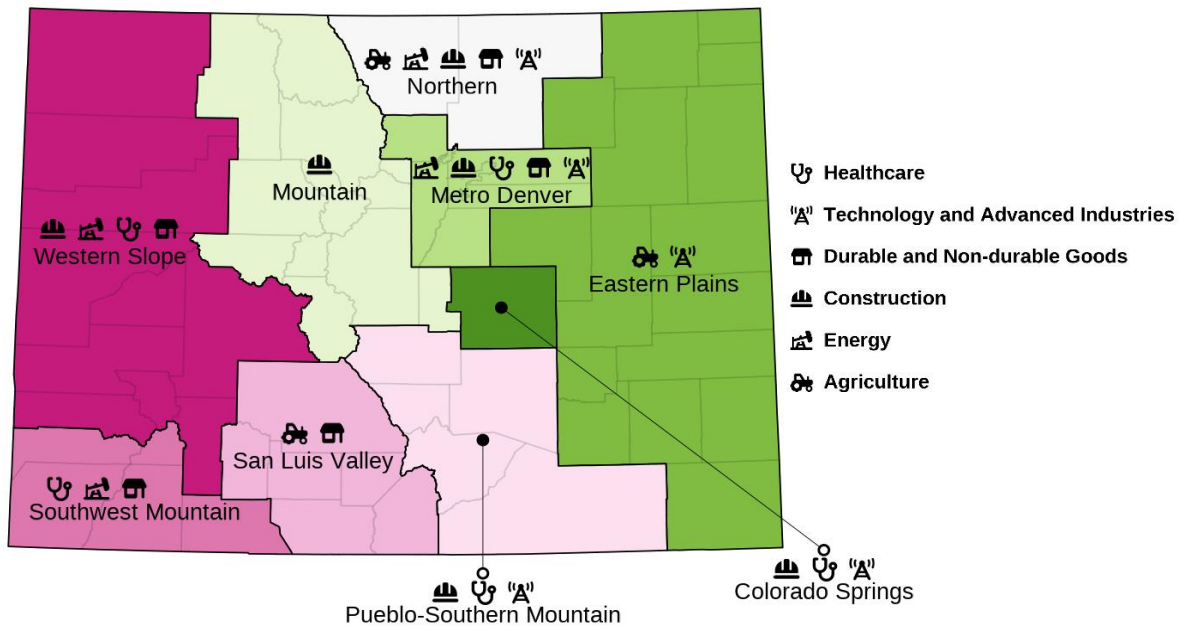 Northern
Mountain
Metro Denver
Western Slope
Eastern Plains
San Luis Valley
Southwest Mountain
Pueblo-Southern Mountain
Colorado Springs
Healthcare
Technology and Advanced Industries
Durable and Non-durable Goods
Construction
Energy
Agriculture